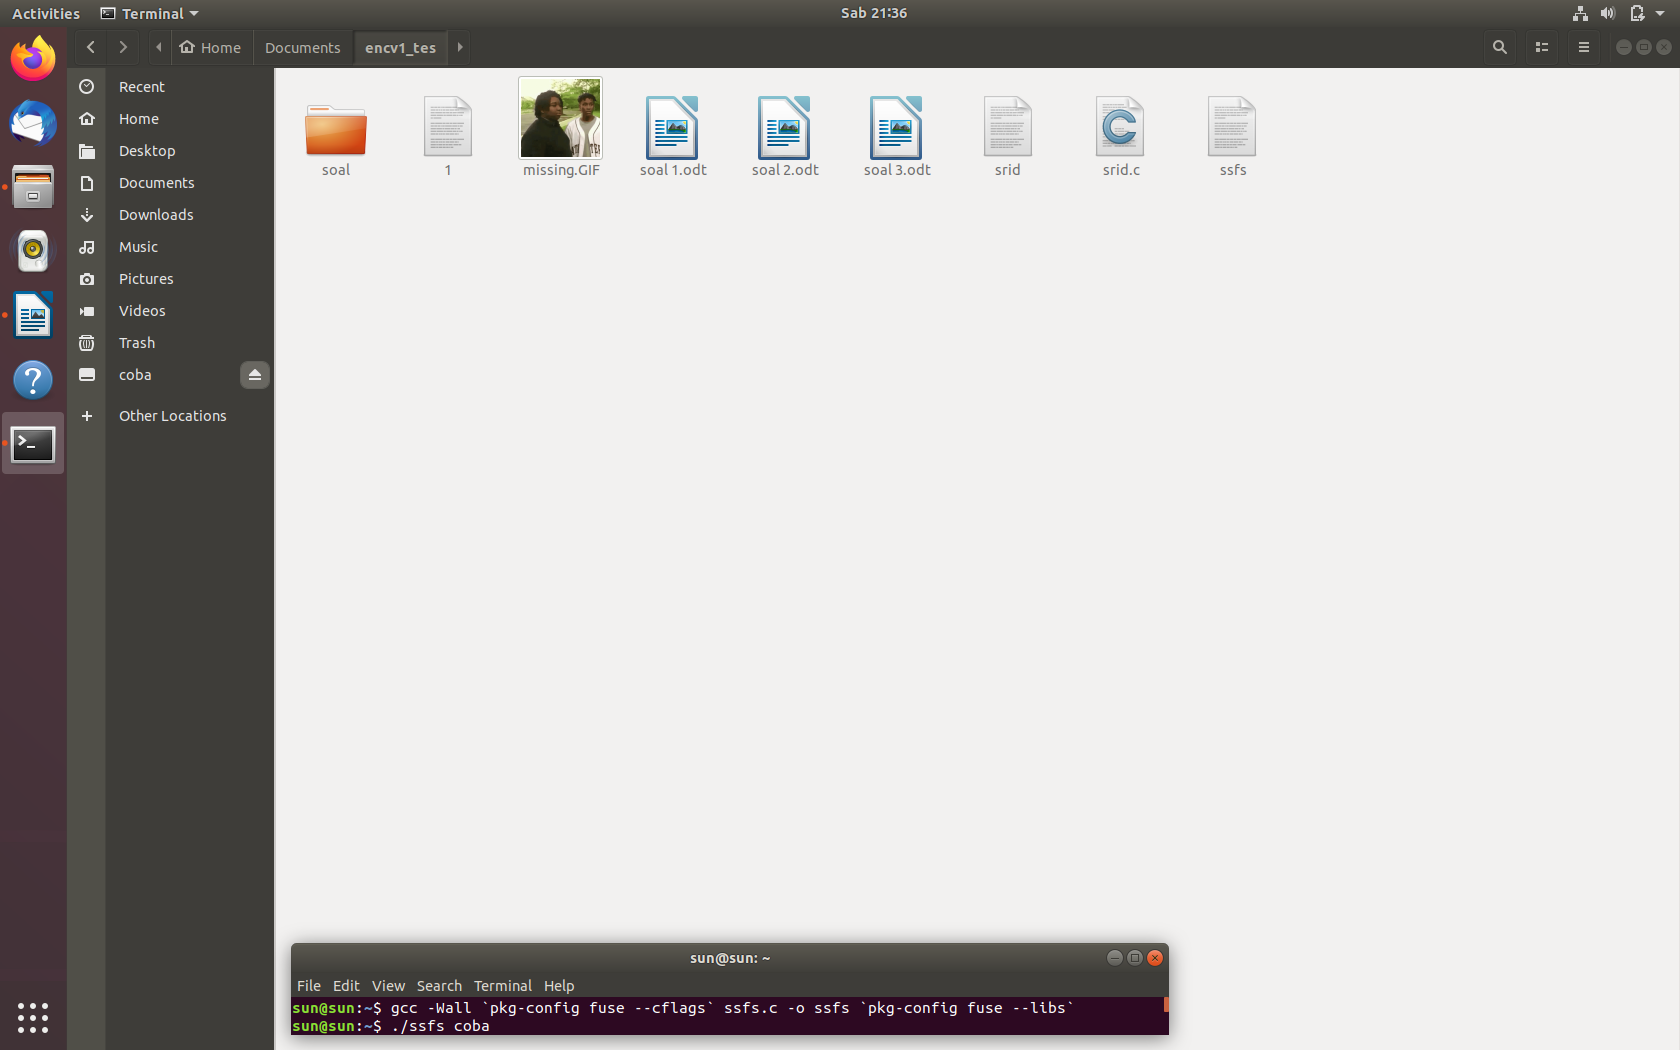 Activities Terminal Sab 21:36
Home Documents encv1_tes
Recent
Home
Desktop
Documents
Downloads
Music
Pictures
Videos
Trash
coba
Other Locations
soal 1 missing.GIF soal 1.odt soal 2.odt soal 3.odt srid srid.c ssfs
sun@sun: ~
File Edit View Search Terminal Help
sun@sun:~$ gcc -Wall `pkg-config fuse --cflags` ssfs.c -o ssfs `pkg-config fuse --libs`
sun@sun:~$ ./ssfs coba